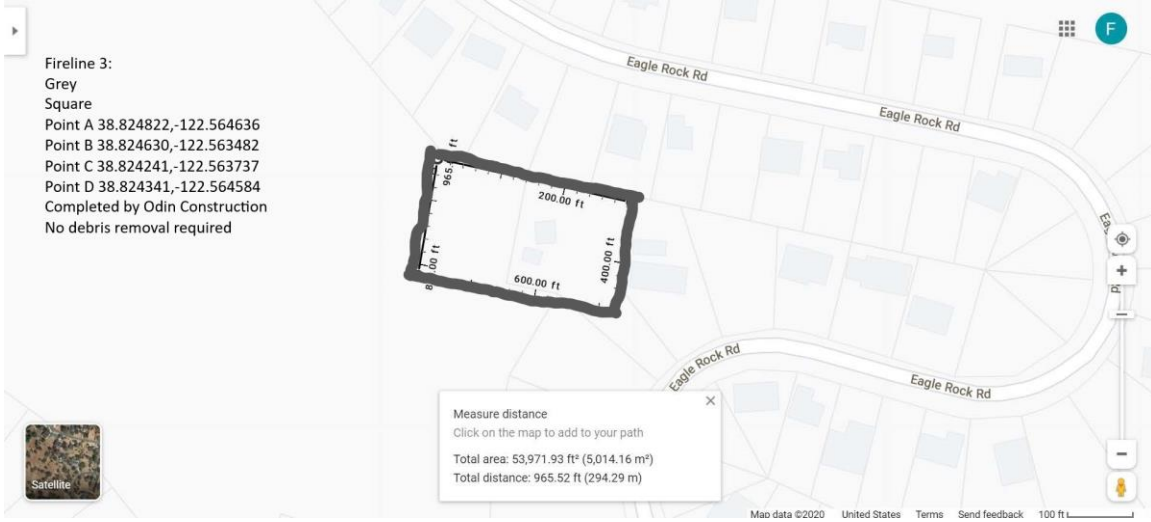 F
Fireline 3:
Grey
Square
Point A 38.824822,-122.564636
Point B 38.824630,-122.563482
Point C 38.824241,-122.563737
Point D 38.824341,-122.564584
Completed by Odin Construction
No debris removal required
Eagle Rock Rd
Eagle Rock Rd
200.00 ft
400.00 ft
600.00 ft
Eagle Rock Rd
Eagle Rock Rd
Measure distance
Click on the map to add to your path
Total area: 53,971.93 ft² (5,014.16 m²)
Total distance: 965.52 ft (294.29 m)
Satellite
Map data ©2020 United States Terms Send feedback 100 ft